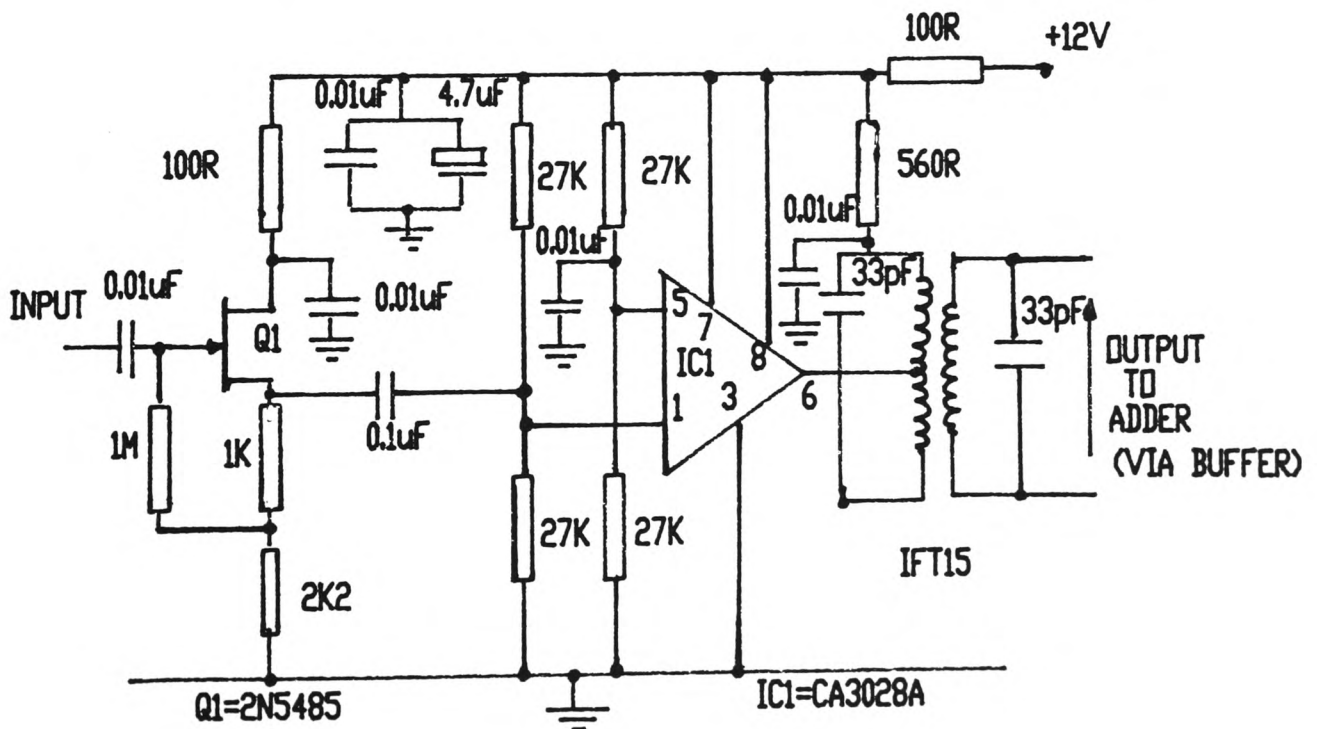 100R
+12V
0.01uF
4.7uF
100R
27K
27K
560R
0.01uF
0.01uF
33pF
INPUT
0.01uF
0.01uF
33pF
Q1
5
7
IC1
8
1
3
6
OUTPUT
TO
ADDER
(VIA BUFFER)
1M
1K
0.1uF
27K
27K
IFT15
2K2
Q1=2N5485
IC1=CA3028A